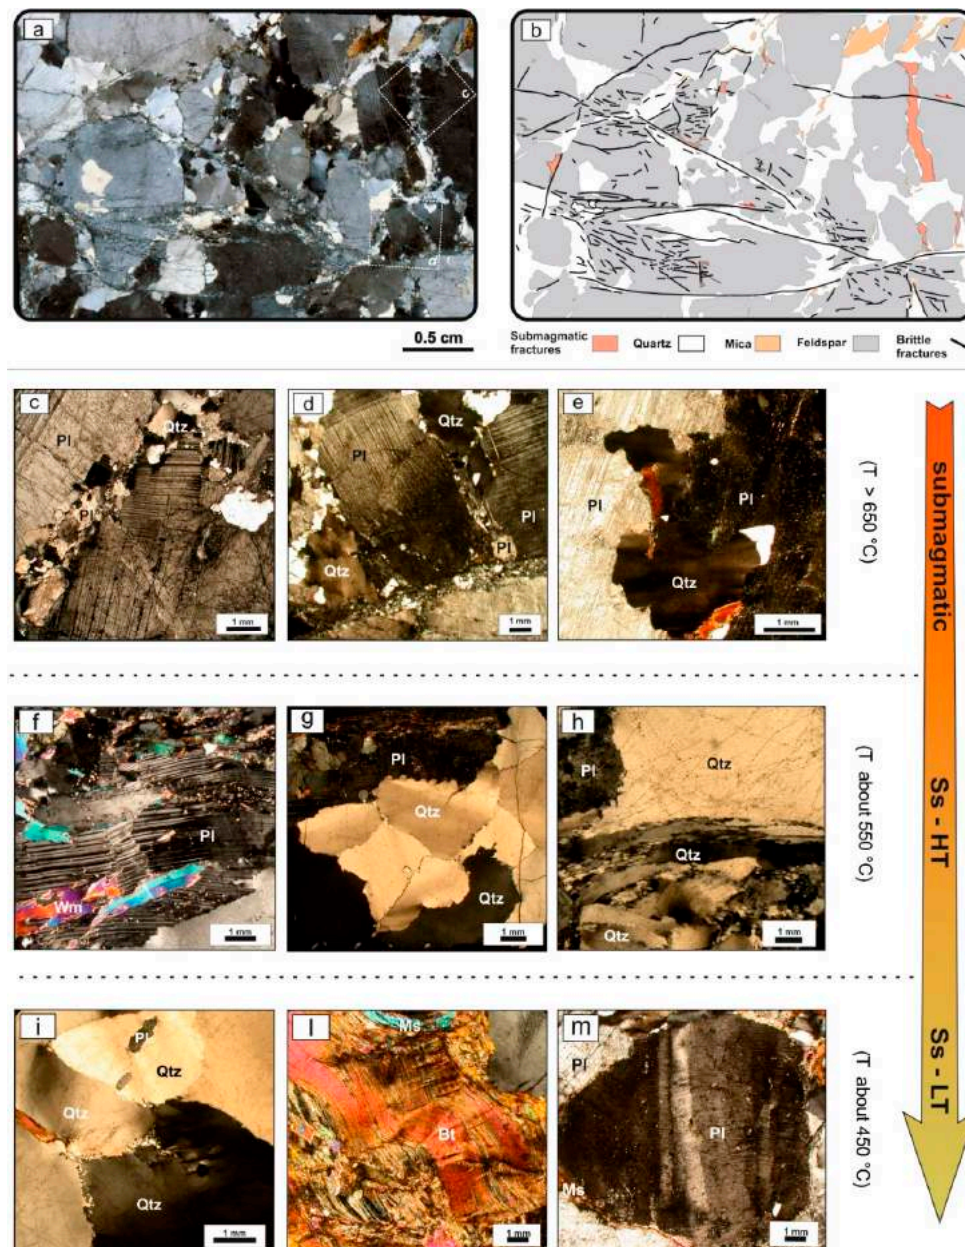 a
b
c
d
0.5 cm
Submagmatic
fractures
Quartz
Mica
Feldspar
Brittle
fractures
c
Pl
Qtz
Pl
1 mm
d
Qtz
Pl
Pl
Pl
Qtz
1 mm
e
Pl
Pl
Qtz
1 mm
(T > 650 °C)
submagmatic
f
Pl
Wm
1 mm
g
Pl
Qtz
Qtz
1 mm
h
Pl
Qtz
Qtz
Qtz
1 mm
(T about 550 °C)
Ss - HT
i
Pl
Qtz
Qtz
Qtz
1 mm
l
Ms
Bt
1 mm
m
Pl
Pl
Ms
1 mm
(T about 450 °C)
Ss - LT